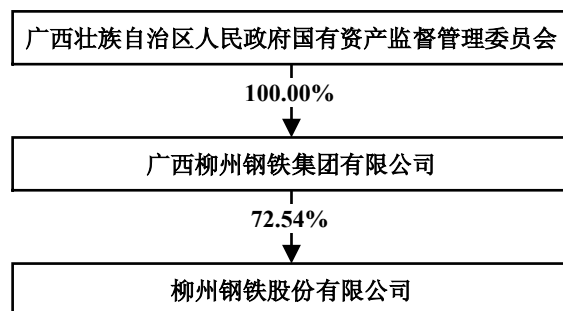 广西壮族自治区人民政府国有资产监督管理委员会
100.00%
广西柳州钢铁集团有限公司
72.54%
柳州钢铁股份有限公司